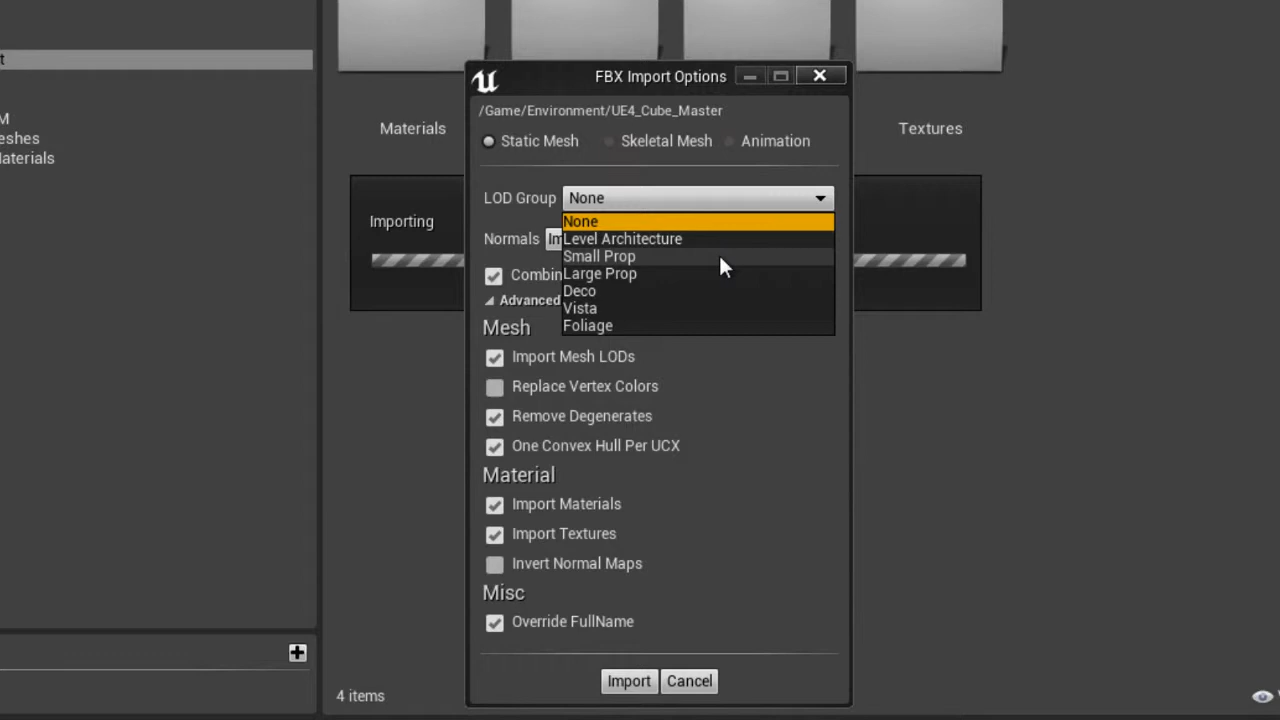 FBX Import Options
/Game/Environment/UE4_Cube_Master
Static Mesh Skeletal Mesh Animation
LOD Group None
None
Level Architecture
Small Prop
Large Prop
Deco
Vista
Foliage
Normals Im
Combin
Advanced
Mesh
Import Mesh LODs
Replace Vertex Colors
Remove Degenerates
One Convex Hull Per UCX
Material
Import Materials
Import Textures
Invert Normal Maps
Misc
Override FullName
Import Cancel
Materials
Textures
Importing
4 items
t
M
eshes
aterials